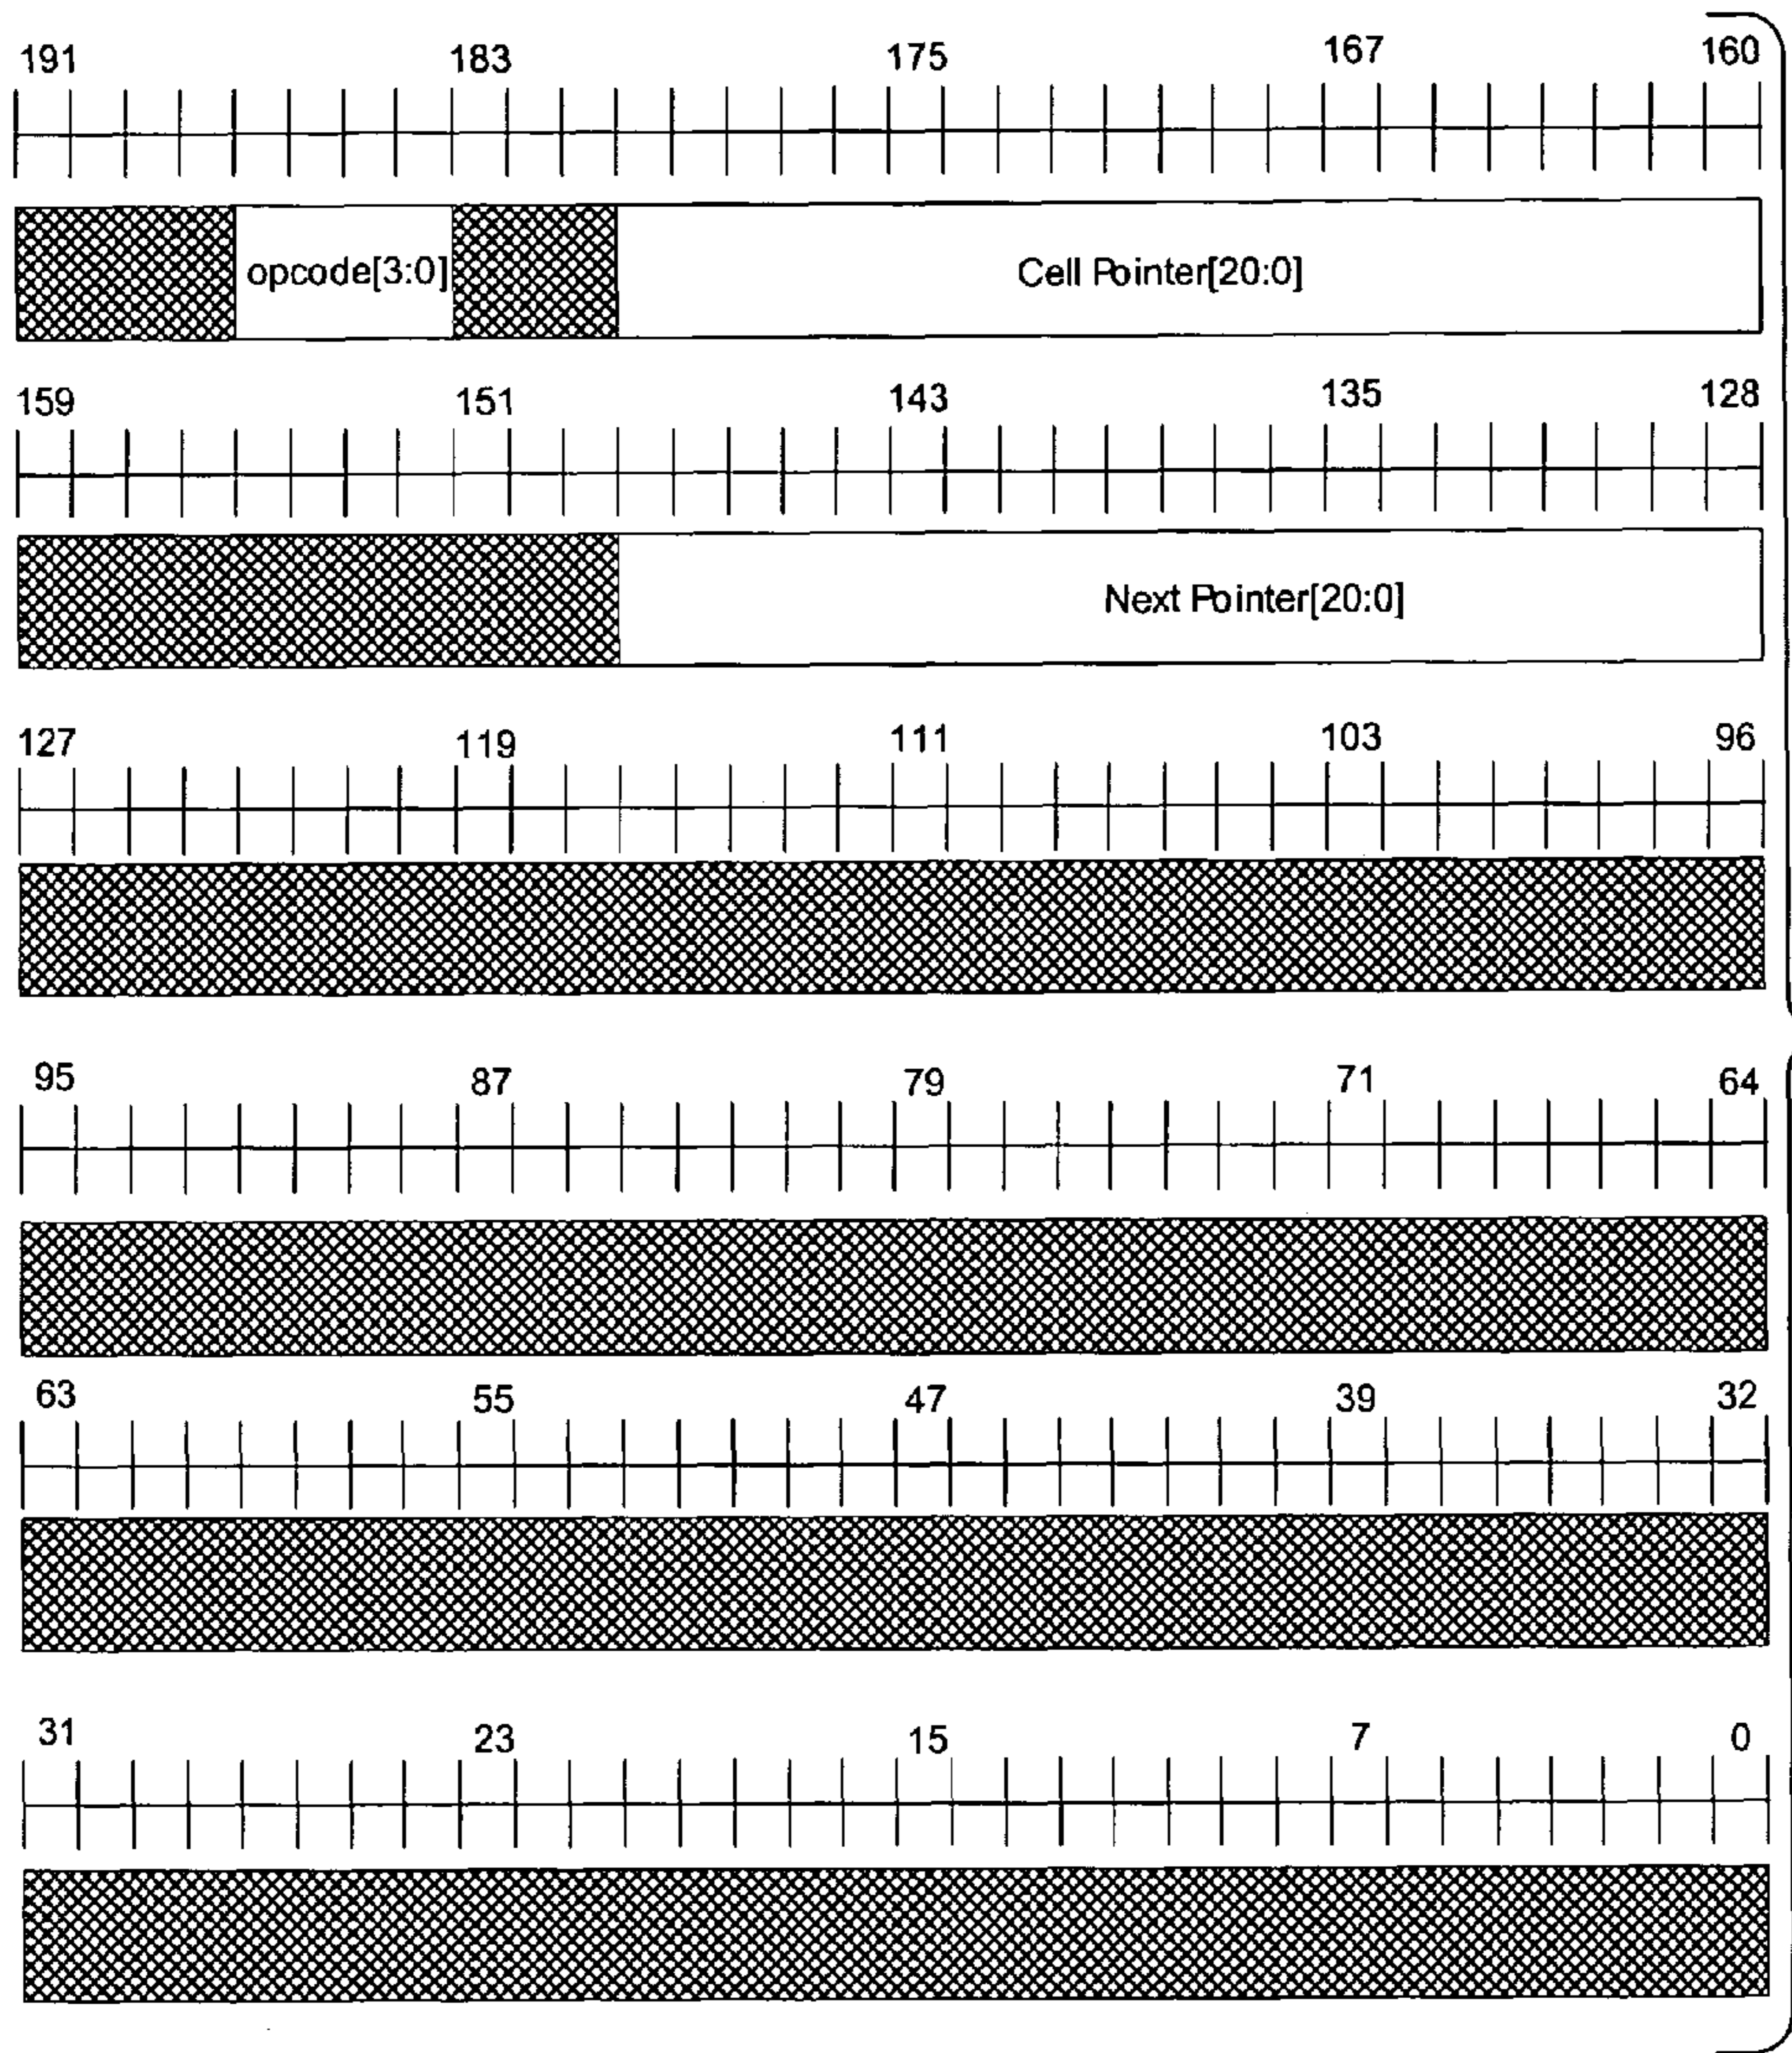 191 183 175 167 160
opcode[3:0] Cell Pointer[20:0]
159 151 143 135 128
Next Pointer[20:0]
127 119 111 103 96
95 87 79 71 64
63 55 47 39 32
31 23 15 7 0